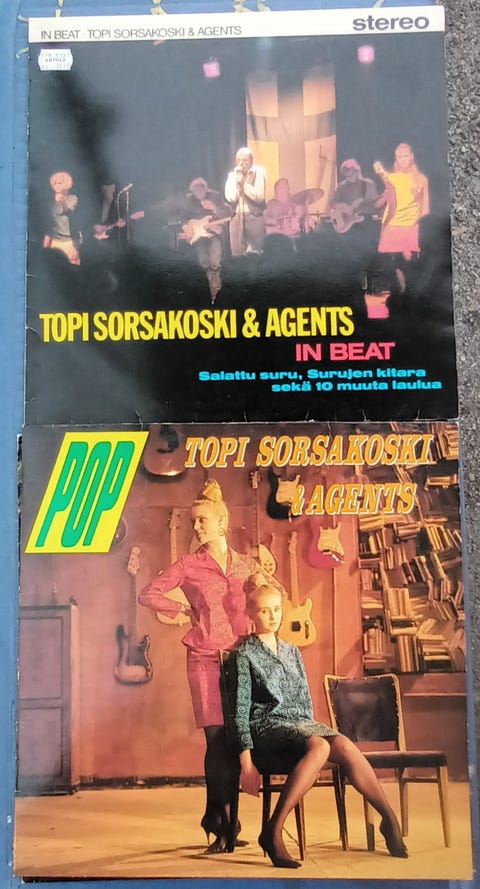 IN BEAT · TOPI SORSAKOSKI & AGENTS
stereo
TOPI SORSAKOSKI & AGENTS
IN BEAT
Salattu suru, Surujen kitara
sekä 10 muuta laulua
POP
TOPI SORSAKOSKI
& AGENTS